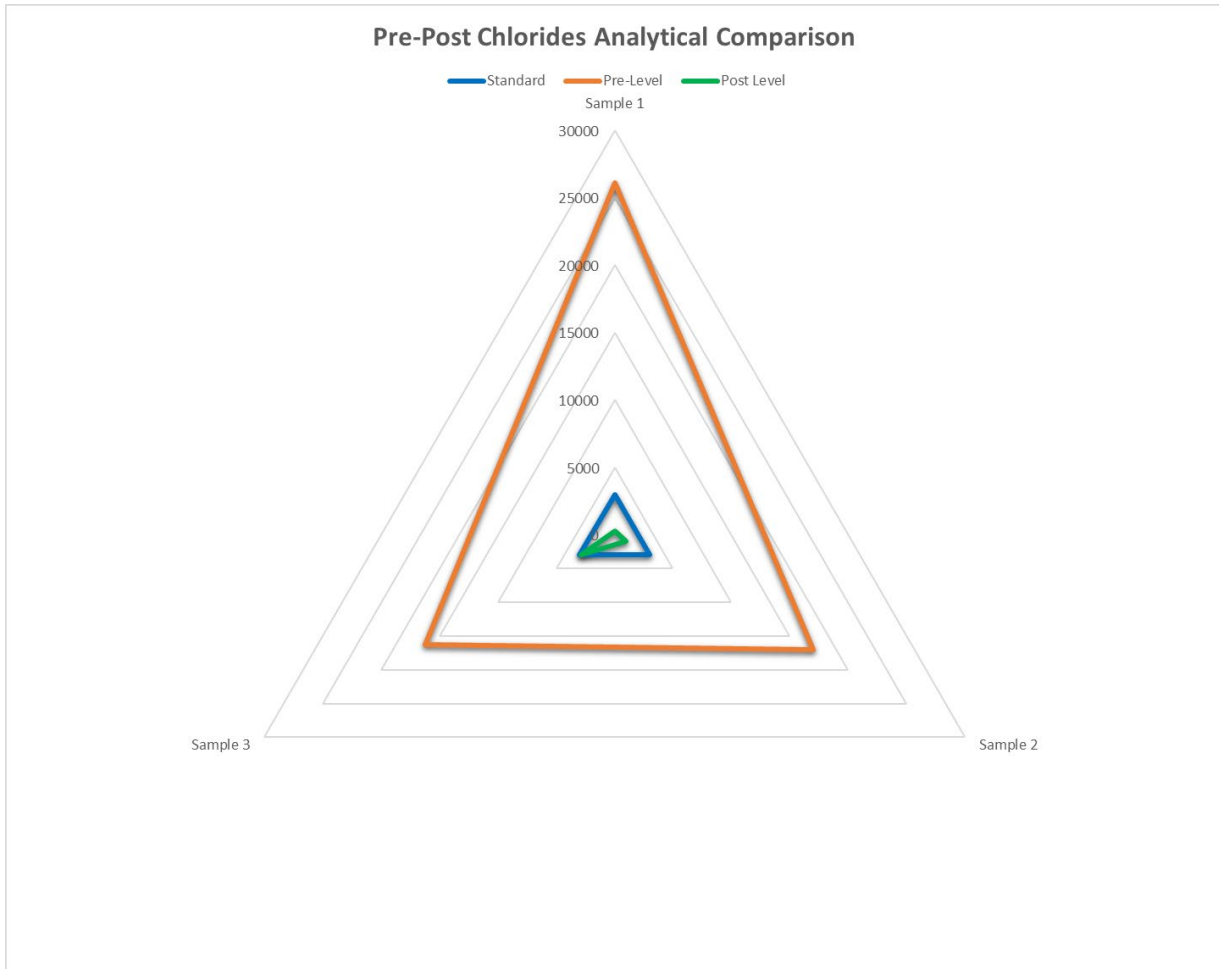 Pre-Post Chlorides Analytical Comparison
Standard Pre-Level Post Level
Sample 1
30000
25000
20000
15000
10000
5000
0
Sample 3 Sample 2